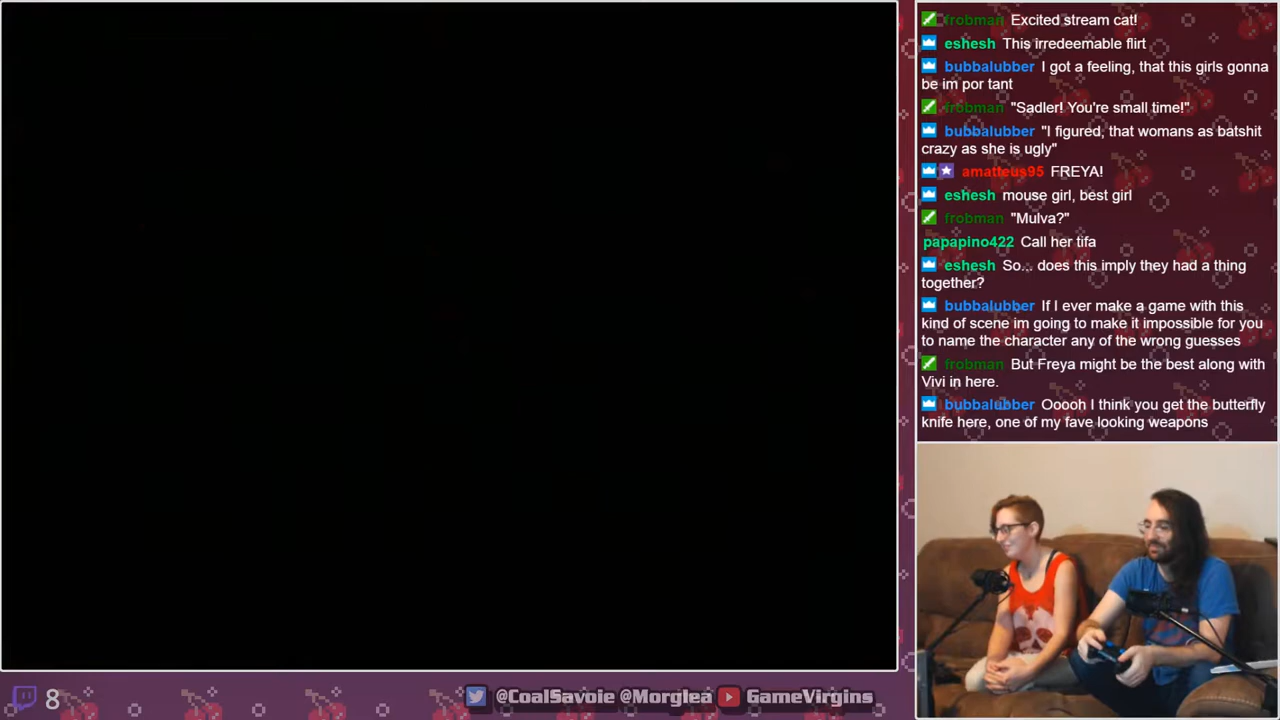 frobman Excited stream cat!
eshesh This irredeemable flirt
bubbalubber I got a feeling, that this girls gonna
be im por tant
frobman "Sadler! You're small time!"
bubbalubber "I figured, that womans as batshit
crazy as she is ugly"
amatteus95 FREYA!
eshesh mouse girl, best girl
frobman "Mulva?"
papapino422 Call her tifa
eshesh So... does this imply they had a thing
together?
bubbalubber If I ever make a game with this
kind of scene im going to make it impossible for you
to name the character any of the wrong guesses
frobman But Freya might be the best along with
Vivi in here.
bubbalubber Ooooh I think you get the butterfly
knife here, one of my fave looking weapons
8 @CoalSavoie @Morglea GameVirgins